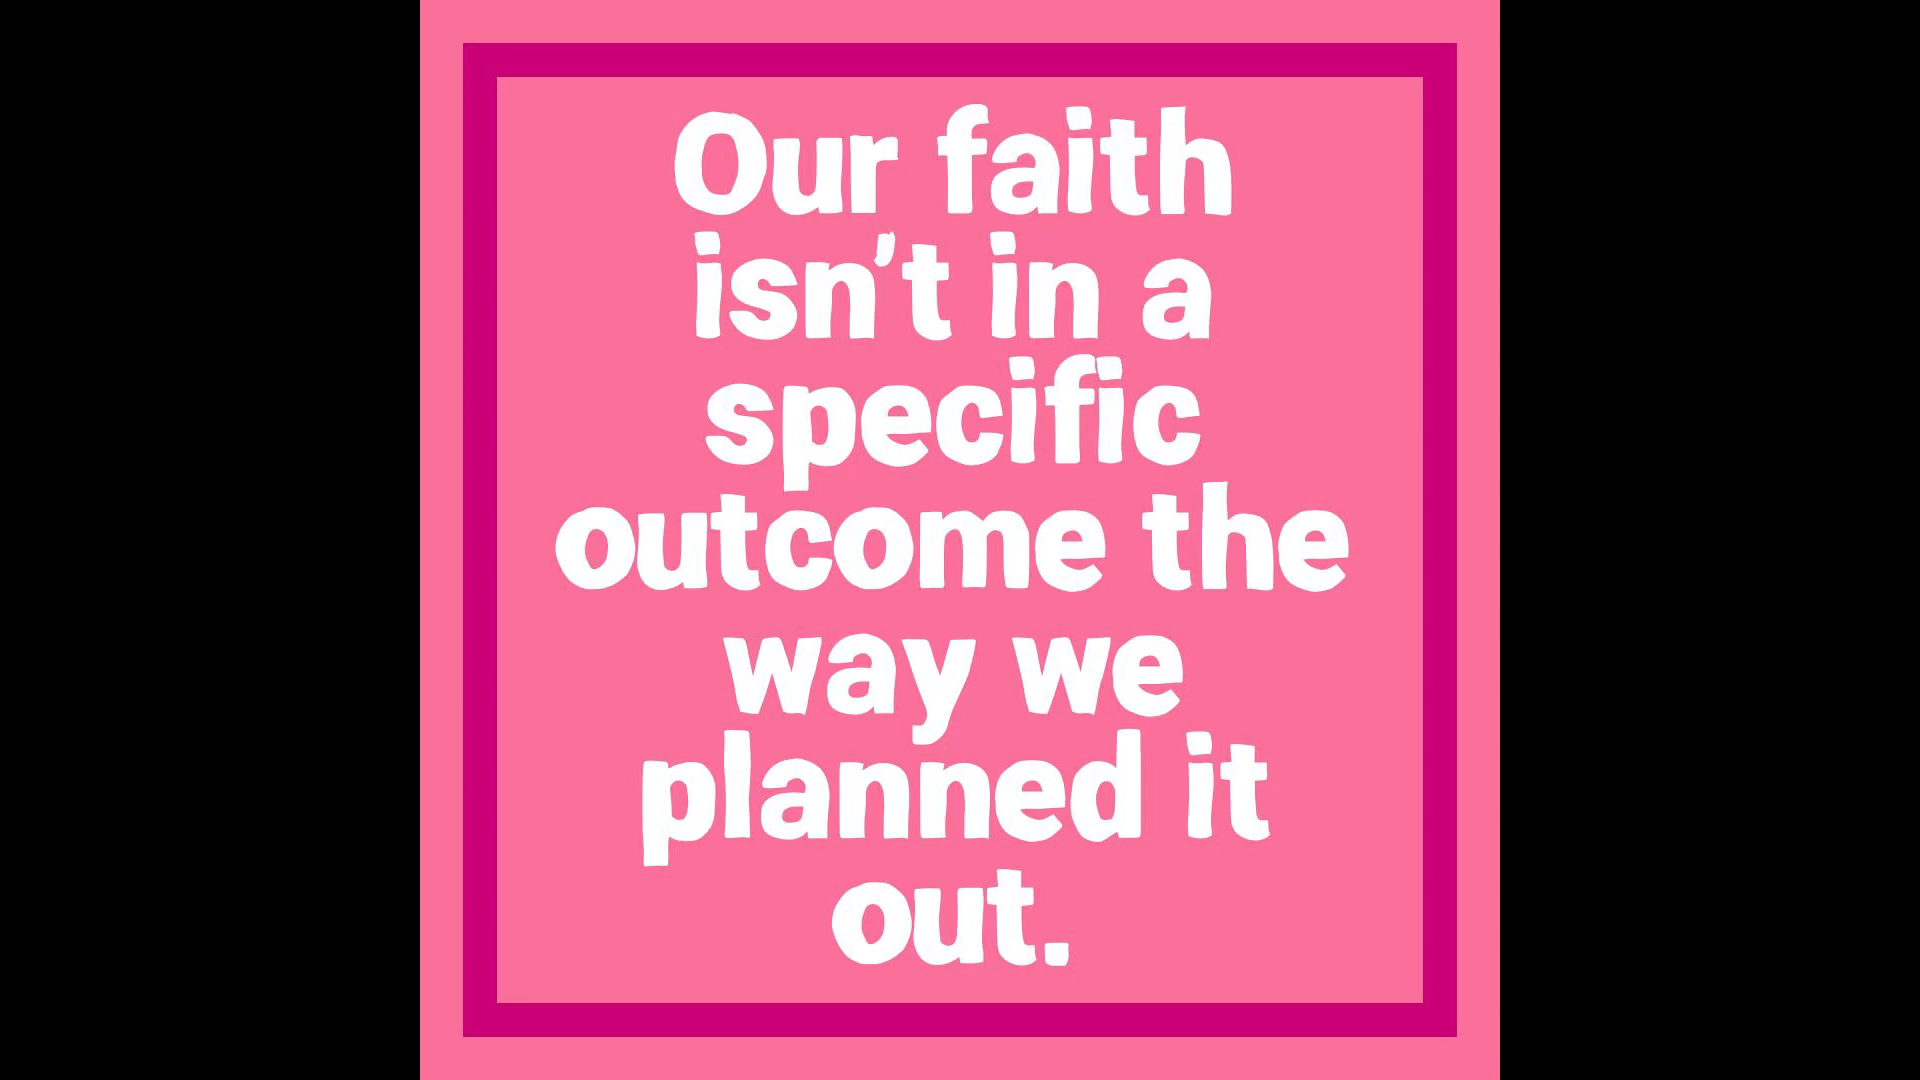 Our faith
isn't in a
specific
outcome the
way we
planned it
out.